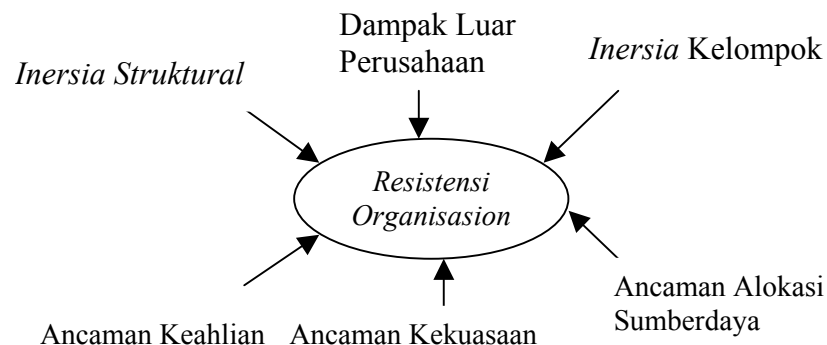 Dampak Luar
Perusahaan
Inersia Struktural
Inersia Kelompok
Resistensi
Organisasion
Ancaman Alokasi
Sumberdaya
Ancaman Keahlian
Ancaman Kekuasaan